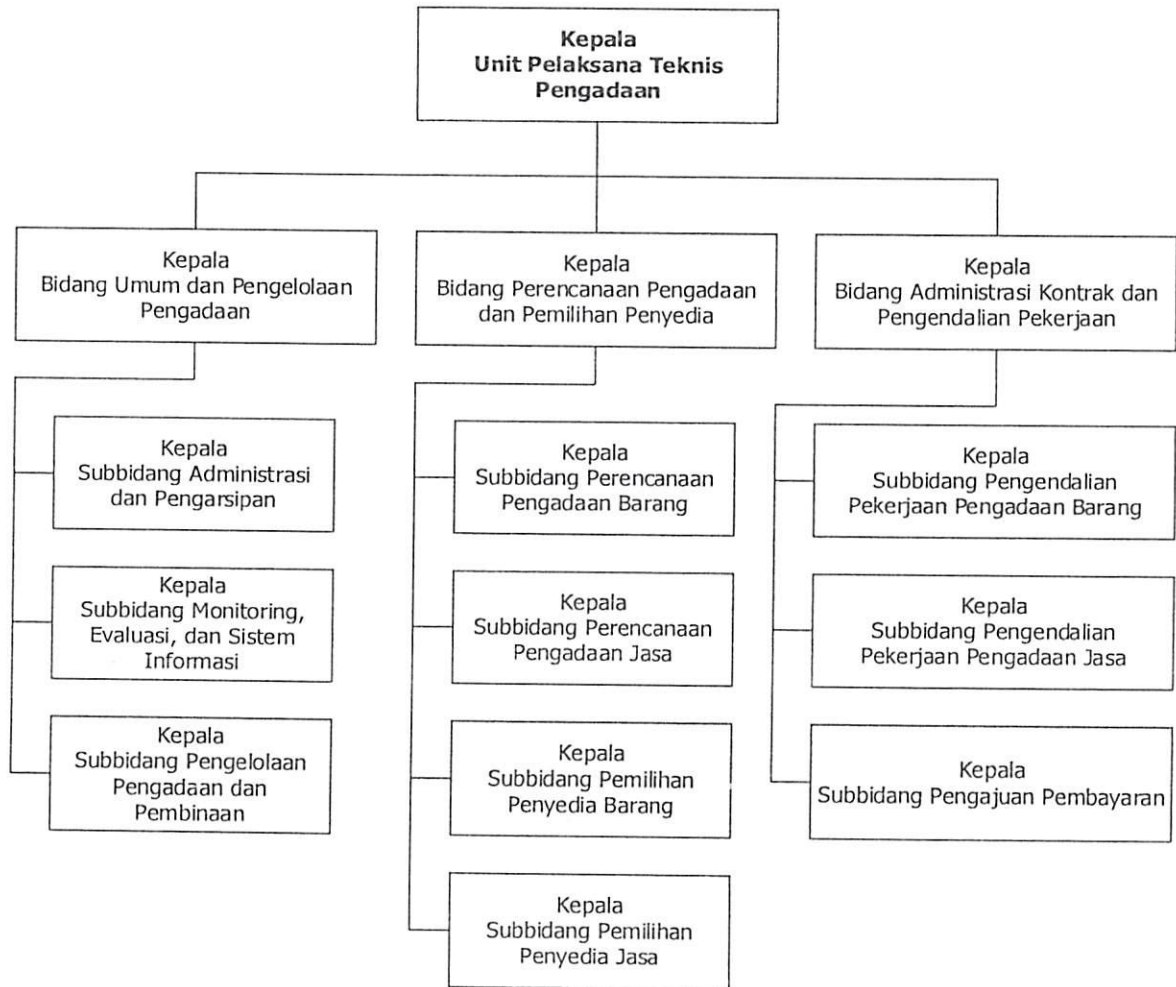 Kepala
Unit Pelaksana Teknis
Pengadaan
Kepala
Bidang Umum dan Pengelolaan
Pengadaan
Kepala
Bidang Perencanaan Pengadaan
dan Pemilihan Penyedia
Kepala
Bidang Administrasi Kontrak dan
Pengendalian Pekerjaan
Kepala
Subbidang Administrasi
dan Pengarsipan
Kepala
Subbidang Monitoring,
Evaluasi, dan Sistem
Informasi
Kepala
Subbidang Pengelolaan
Pengadaan dan
Pembinaan
Kepala
Subbidang Perencanaan
Pengadaan Barang
Kepala
Subbidang Perencanaan
Pengadaan Jasa
Kepala
Subbidang Pemilihan
Penyedia Barang
Kepala
Subbidang Pemilihan
Penyedia Jasa
Kepala
Subbidang Pengendalian
Pekerjaan Pengadaan Barang
Kepala
Subbidang Pengendalian
Pekerjaan Pengadaan Jasa
Kepala
Subbidang Pengajuan Pembayaran